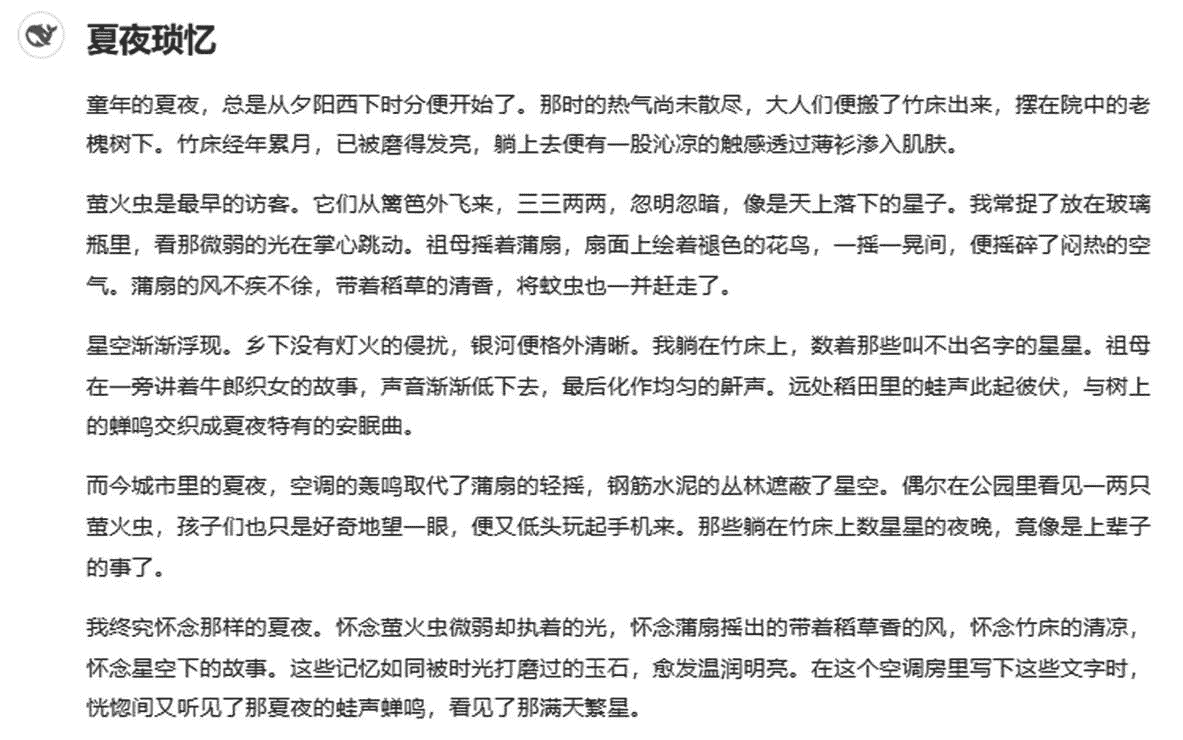 夏夜琐忆
童年的夏夜，总是从夕阳西下时分便开始了。那时的热气尚未散尽，大人们便搬了竹床出来，摆在院中的老
槐树下。竹床经年累月，已被磨得发亮，躺上去便有一股沁凉的触感透过薄衫渗入肌肤。
萤火虫是最早的访客。它们从篱笆外飞来，三三两两，忽明忽暗，像是天上落下的星子。我常捉了放在玻璃
瓶里，看那微弱的光在掌心跳动。祖母摇着蒲扇，扇面上绘着褪色的花鸟，一摇一晃间，便摇碎了闷热的空
气。蒲扇的风不疾不徐，带着稻草的清香，将蚊虫也一并赶走了。
星空渐渐浮现。乡下没有灯火的侵扰，银河便格外清晰。我躺在竹床上，数着那些叫不出名字的星星。祖母
在一旁讲着牛郎织女的故事，声音渐渐低下去，最后化作均匀的鼾声。远处稻田里的蛙声此起彼伏，与树上
的蝉鸣交织成夏夜特有的安眠曲。
而今城市里的夏夜，空调的轰鸣取代了蒲扇的轻摇，钢筋水泥的丛林遮蔽了星空。偶尔在公园里看见一两只
萤火虫，孩子们也只是好奇地望一眼，便又低头玩起手机来。那些躺在竹床上数星星的夜晚，竟像是上辈子
的事了。
我终究怀念那样的夏夜。怀念萤火虫微弱却执着的光，怀念蒲扇摇出的带着稻草香的风，怀念竹床的清凉，
怀念星空下的故事。这些记忆如同被时光打磨过的玉石，愈发温润明亮。在这个空调房里写下这些文字时，
恍惚间又听见了那夏夜的蛙声蝉鸣，看见了那满天繁星。